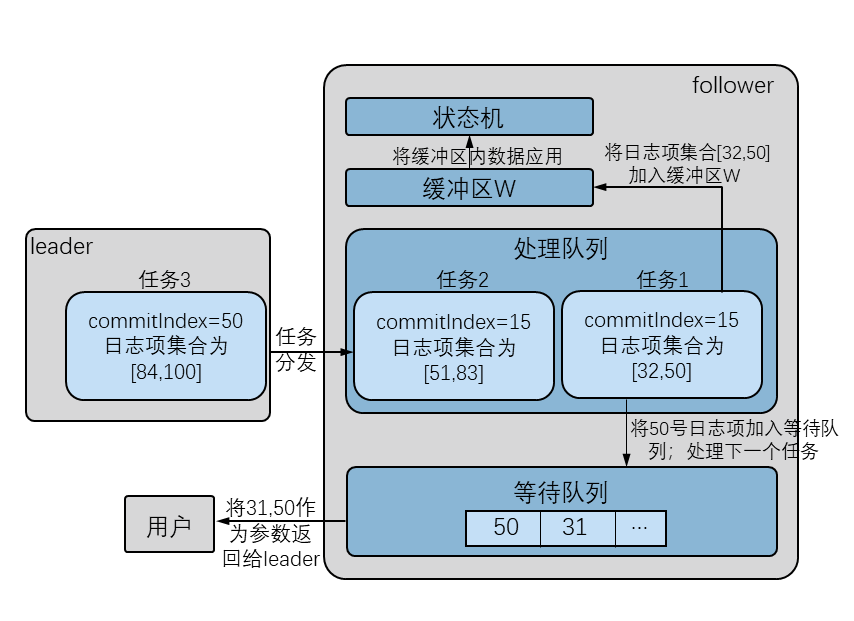 follower
状态机
将缓冲区内数据应用
将日志项集合[32,50]
加入缓冲区W
缓冲区W
leader
处理队列
任务3
任务2
任务1
commitIndex=50
日志项集合为
[84,100]
任务
分发
commitIndex=15
日志项集合为
[51,83]
commitIndex=15
日志项集合为
[32,50]
将50号日志项加入等待队
列；处理下一个任务
等待队列
50 31 ...
用户
将31,50作
为参数返
回给leader